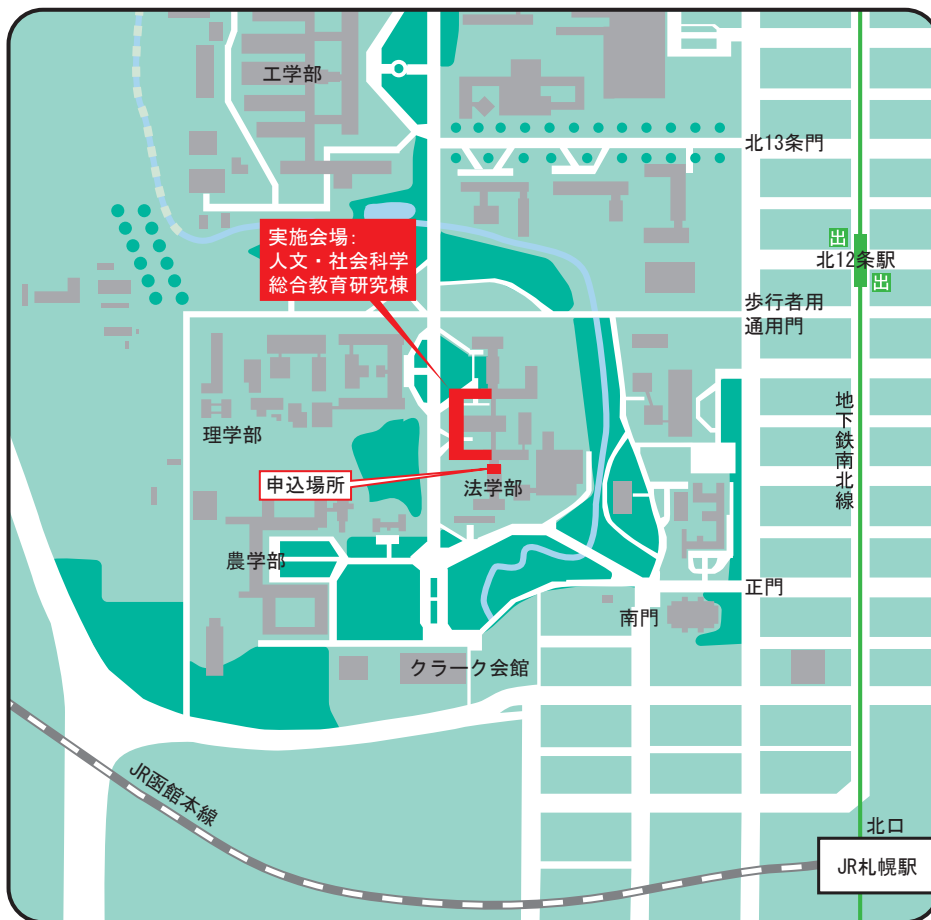 工学部
北13条門
実施会場:
人文・社会科学
総合教育研究棟
出
北12条駅
出
歩行者用
通用門
地下鉄南北線
理学部
申込場所
法学部
農学部
正門
南門
クラーク会館
JR函館本線
北口
JR札幌駅